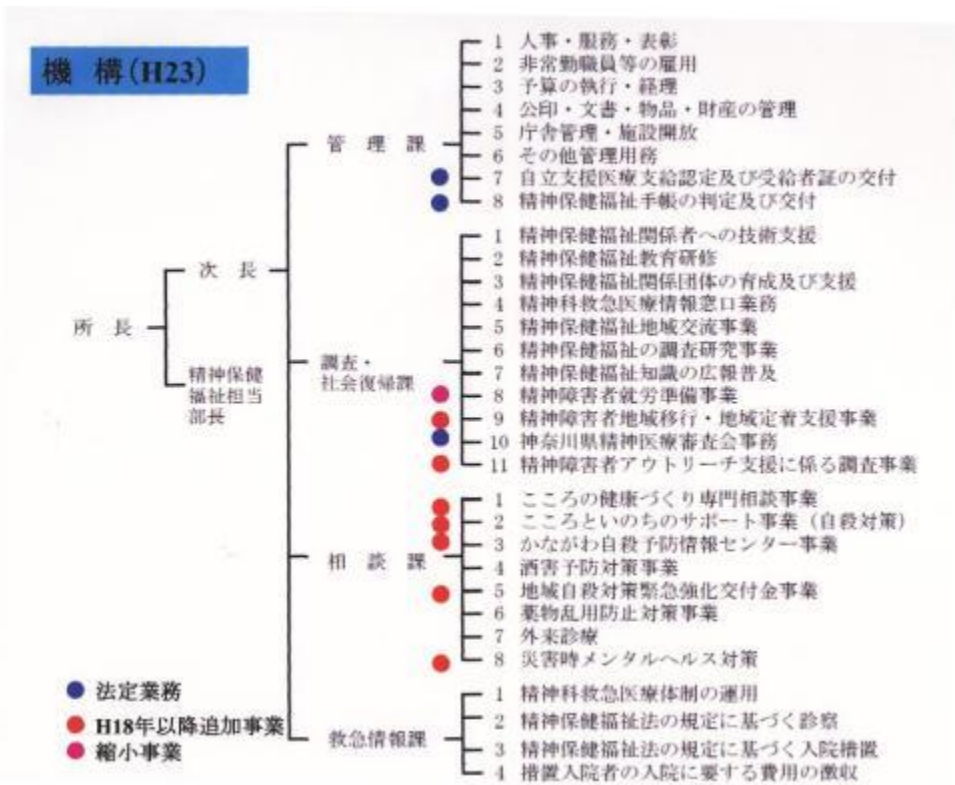 機 構(H23)
所 長
次 長
精神保健
福祉担当
部長
管 理 課
1 人事・服務・表彰
2 非常勤職員等の雇用
3 予算の執行・経理
4 公印・文書・物品・財産の管理
5 庁舎管理・施設開放
6 その他管理用務
7 自立支援医療支給認定及び受給者証の交付
8 精神保健福祉手帳の判定及び交付
調査・
社会復帰課
1 精神保健福祉関係者への技術支援
2 精神保健福祉教育研修
3 精神保健福祉関係団体の育成及び支援
4 精神科救急医療情報窓口業務
5 精神保健福祉地域交流事業
6 精神保健福祉の調査研究事業
7 精神保健福祉知識の広報普及
8 精神障害者就労準備事業
9 精神障害者地域移行・地域定着支援事業
10 神奈川県精神医療審査会事務
11 精神障害者アウトリーチ支援に係る調査事業
相 談 課
1 こころの健康づくり専門相談事業
2 こころといのちのサポート事業（自殺対策）
3 かながわ自殺予防情報センター事業
4 酒害予防対策事業
5 地域自殺対策緊急強化交付金事業
6 薬物乱用防止対策事業
7 外来診療
8 災害時メンタルヘルス対策
救急情報課
1 精神科救急医療体制の運用
2 精神保健福祉法の規定に基づく診察
3 精神保健福祉法の規定に基づく入院措置
4 措置入院者の入院に要する費用の徴収
法定業務
H18年以降追加事業
縮小事業